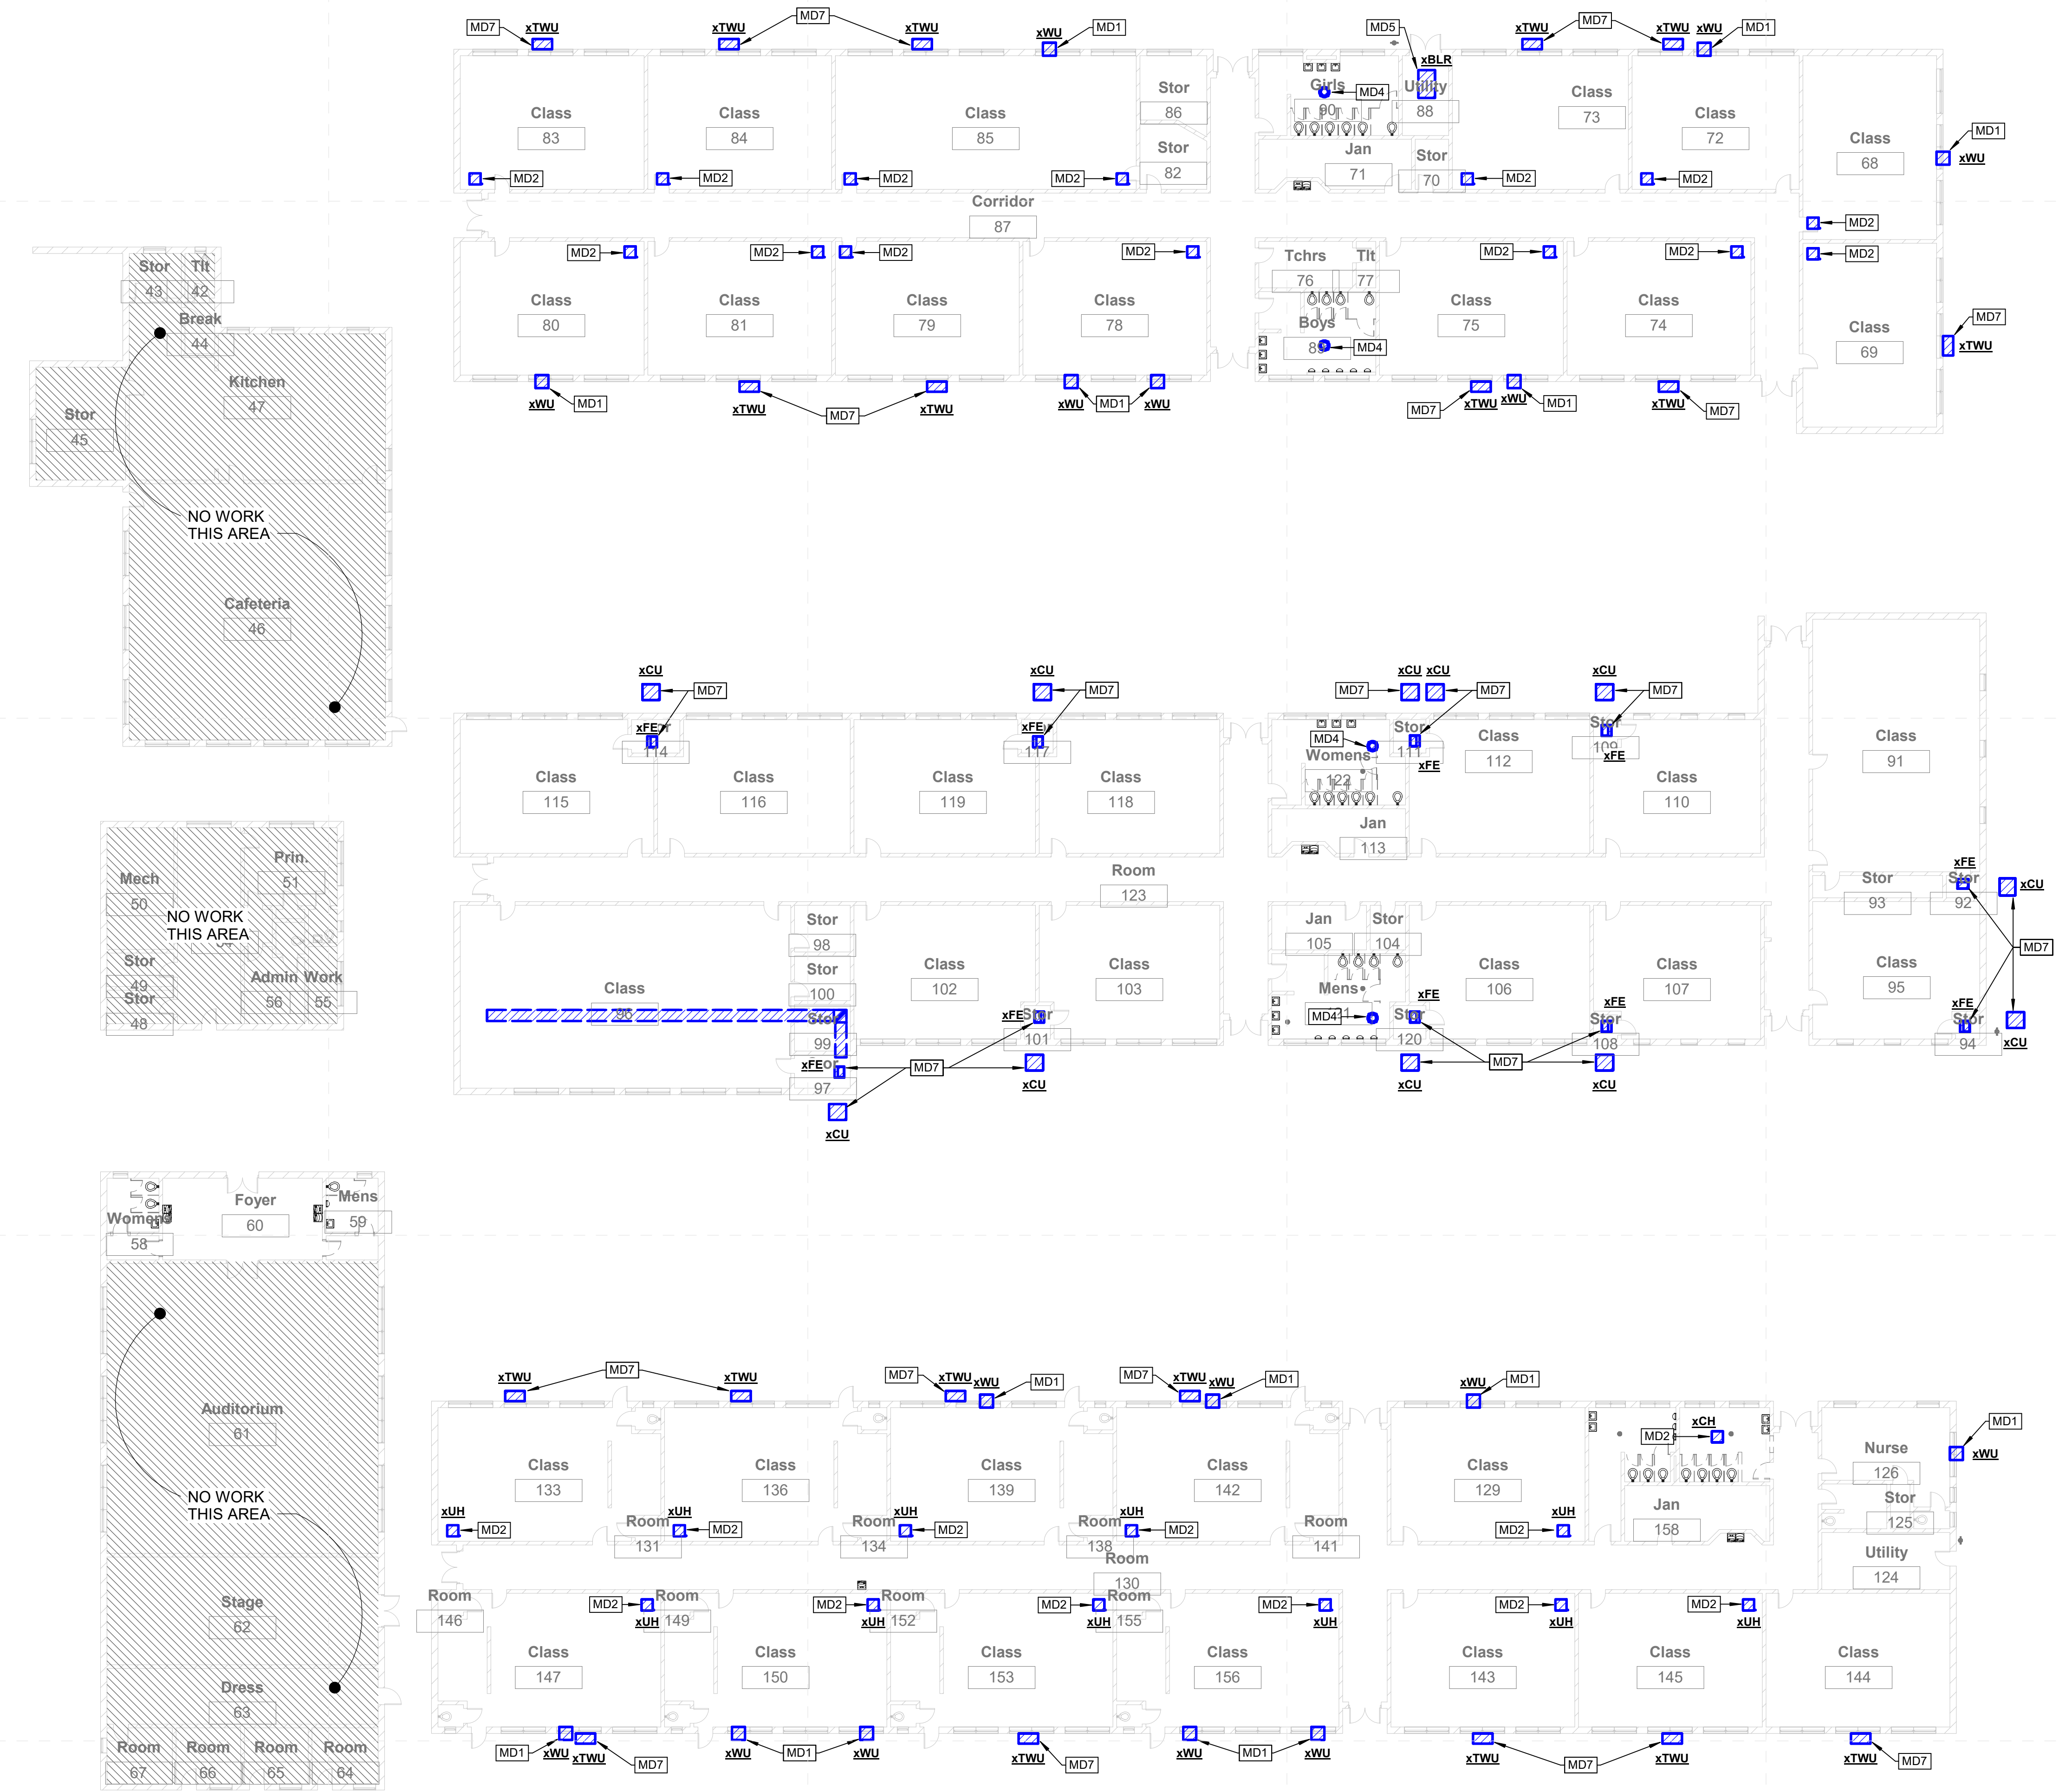 MD7
xTWU
xTWU
MD7
xTWU
xWU
MD1
MD5
xBLR
xTWU
MD7
xTWU
xWU
MD1
Class
83
Class
84
Class
85
Stor
86
Stor
82
Girls
90
MD4
Utility
88
Class
73
Class
72
Class
68
MD1
xWU
Jan
71
Stor
70
MD2
MD2
MD2
MD2
MD2
MD2
MD2
Corridor
87
MD2
MD2
MD2
MD2
MD2
MD2
MD2
Tchrs
76
Tlt
77
Class
80
Class
81
Class
79
Class
78
Boys
MD4
Class
75
Class
74
Class
69
MD7
xTWU
xWU
MD1
xTWU
MD7
xTWU
xWU
MD1
xWU
MD7
xTWU
xWU
MD1
xTWU
MD7
Stor
43
Tlt
42
Break
44
Kitchen
47
Stor
45
NO WORK
THIS AREA
Cafeteria
46
xCU
MD7
xCU
MD7
MD7
xCU
xCU
MD7
xCU
MD7
xFE
114
xFE
117
MD4
Womens
122
Stor
111
xFE
Stor
109
xFE
Class
115
Class
116
Class
119
Class
118
Class
112
Class
110
Class
91
Jan
113
Room
123
Prin.
51
Mech
50
NO WORK
THIS AREA
Stor
49
Stor
48
Admin
56
Work
55
Stor
98
Stor
100
Class
96
Stor
99
xFE
97
Class
102
Class
103
xFE
Stor
101
MD7
xCU
xCU
Jan
105
Stor
104
Mens
MD4
Class
106
Class
107
xFE
Stor
120
xFE
Stor
108
xCU
MD7
xCU
Stor
93
xFE
Stor
92
xCU
MD7
Class
95
xFE
Stor
94
xCU
Womens
58
Foyer
60
Mens
59
Auditorium
61
NO WORK
THIS AREA
Stage
62
Dress
63
Room
67
Room
66
Room
65
Room
64
xTWU
MD7
xTWU
MD7
xTWU
xWU
MD1
MD7
xTWU
xWU
MD1
xWU
MD1
MD2
xCH
MD1
xWU
Class
133
Class
136
Class
139
Class
142
Class
129
Nurse
126
Stor
125
Jan
158
Utility
124
xUH
MD2
Room
131
xUH
MD2
Room
134
xUH
MD2
Room
138
xUH
MD2
Room
141
MD2
xUH
Room
130
Room
146
MD2
xUH
Room
149
MD2
xUH
Room
152
MD2
xUH
Room
155
MD2
xUH
MD2
xUH
MD2
xUH
Class
147
Class
150
Class
153
Class
156
Class
143
Class
145
Class
144
MD1
xWU
xTWU
MD7
xWU
MD1
xWU
xTWU
MD7
xWU
MD1
xWU
xTWU
MD7
xTWU
xTWU
MD7